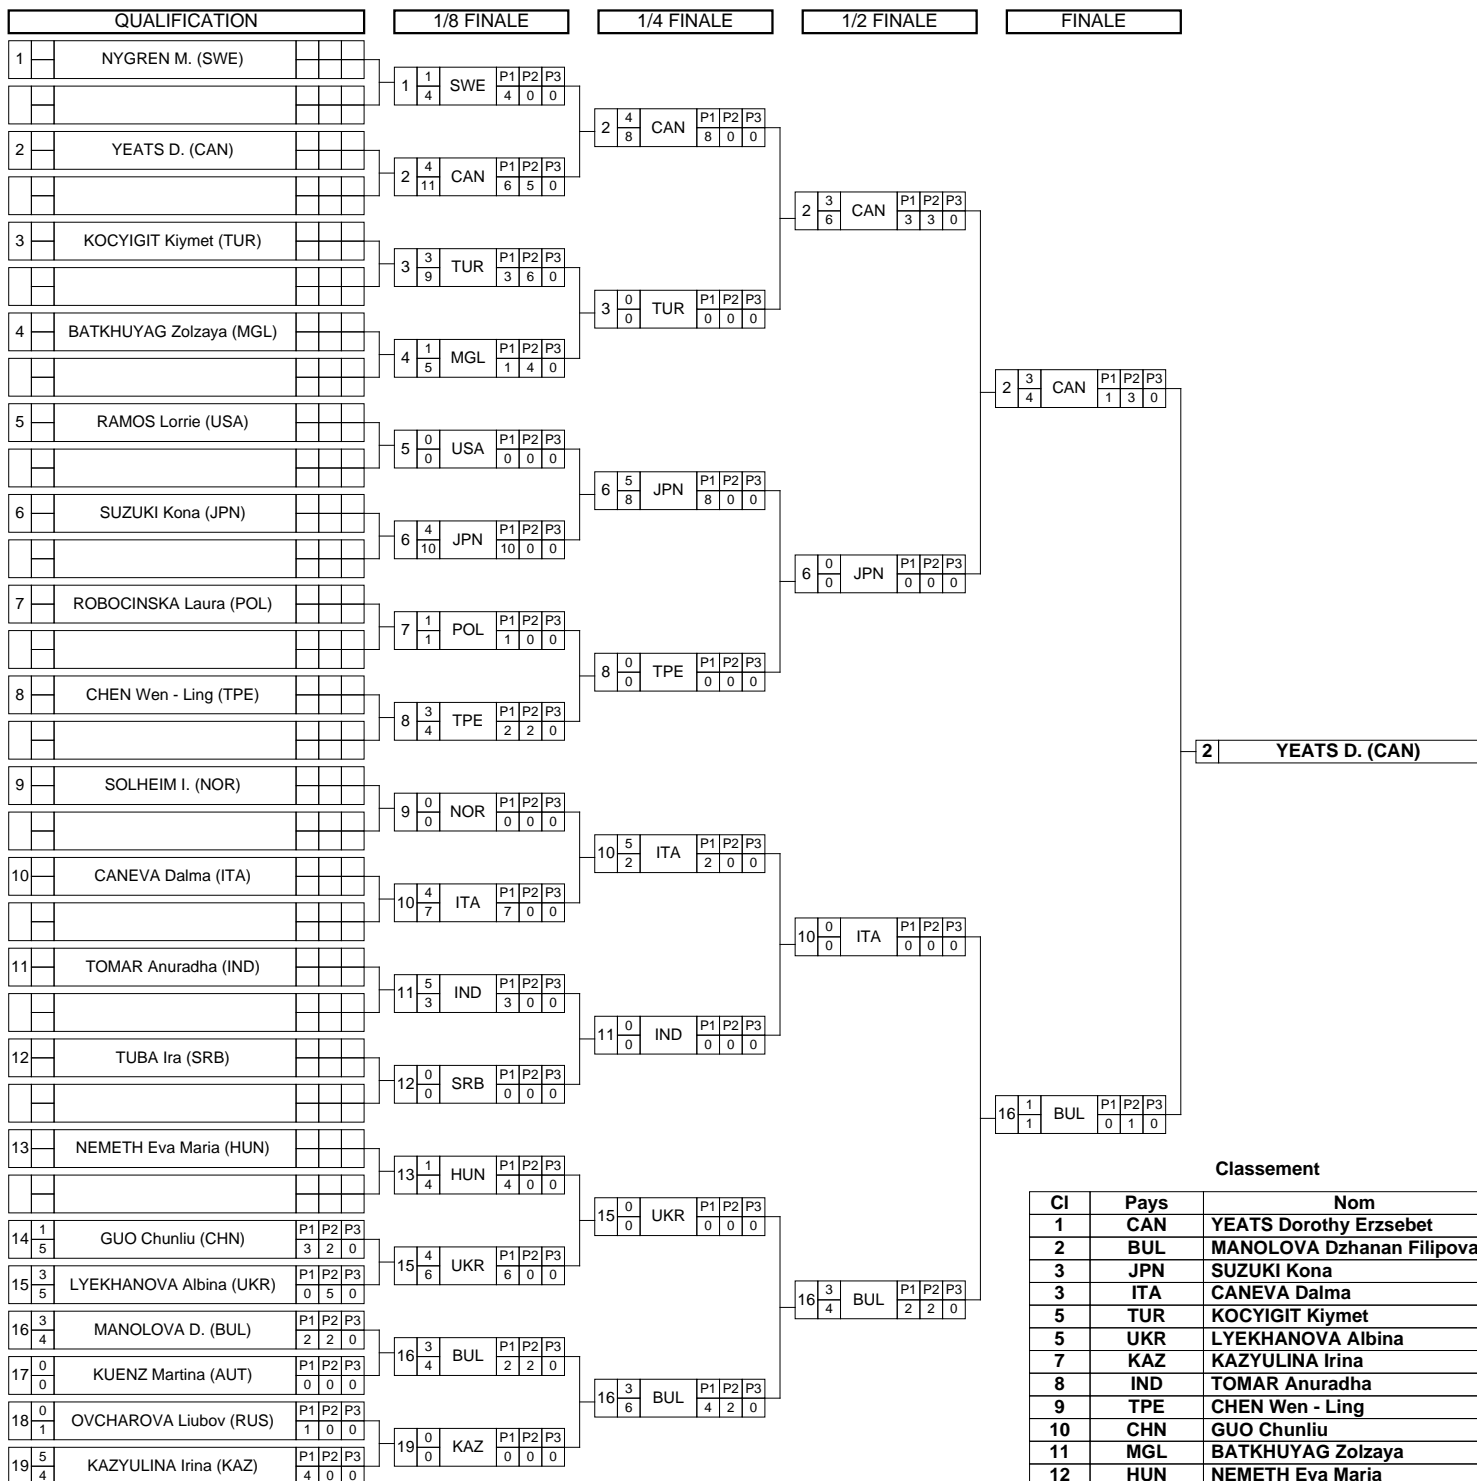 QUALIFICATION 1/8 FINALE 1/4 FINALE 1/2 FINALE FINALE
1 NYGREN M. (SWE)
2 YEATS D. (CAN)
3 KOCYIGIT Kiymet (TUR)
4 BATKHUYAG Zolzaya (MGL)
5 RAMOS Lorrie (USA)
6 SUZUKI Kona (JPN)
7 ROBOCINSKA Laura (POL)
8 CHEN Wen - Ling (TPE)
9 SOLHEIM I. (NOR)
10 CANEVA Dalma (ITA)
11 TOMAR Anuradha (IND)
12 TUBA Ira (SRB)
13 NEMETH Eva Maria (HUN)
14 1 5 GUO Chunliu (CHN) P1 P2 P3 3 2 0
15 3 5 LYEKHANOVA Albina (UKR) P1 P2 P3 0 5 0
16 3 4 MANOLOVA D. (BUL) P1 P2 P3 2 2 0
17 0 0 KUENZ Martina (AUT) P1 P2 P3 0 0 0
18 0 1 OVCHAROVA Liubov (RUS) P1 P2 P3 1 0 0
19 5 4 KAZYULINA Irina (KAZ) P1 P2 P3 4 0 0
1 1 4 SWE P1 P2 P3 4 0 0
2 4 11 CAN P1 P2 P3 6 5 0
3 3 9 TUR P1 P2 P3 3 6 0
4 1 5 MGL P1 P2 P3 1 4 0
5 0 0 USA P1 P2 P3 0 0 0
6 4 10 JPN P1 P2 P3 10 0 0
7 1 1 POL P1 P2 P3 1 0 0
8 3 4 TPE P1 P2 P3 2 2 0
9 0 0 NOR P1 P2 P3 0 0 0
10 4 7 ITA P1 P2 P3 7 0 0
11 5 3 IND P1 P2 P3 3 0 0
12 0 0 SRB P1 P2 P3 0 0 0
13 1 4 HUN P1 P2 P3 4 0 0
15 4 6 UKR P1 P2 P3 6 0 0
16 3 4 BUL P1 P2 P3 2 2 0
19 0 0 KAZ P1 P2 P3 0 0 0
2 4 8 CAN P1 P2 P3 8 0 0
3 0 0 TUR P1 P2 P3 0 0 0
6 5 8 JPN P1 P2 P3 8 0 0
8 0 0 TPE P1 P2 P3 0 0 0
10 5 2 ITA P1 P2 P3 2 0 0
11 0 0 IND P1 P2 P3 0 0 0
15 0 0 UKR P1 P2 P3 0 0 0
16 3 6 BUL P1 P2 P3 4 2 0
2 3 6 CAN P1 P2 P3 3 3 0
6 0 0 JPN P1 P2 P3 0 0 0
10 0 0 ITA P1 P2 P3 0 0 0
16 3 4 BUL P1 P2 P3 2 2 0
2 3 4 CAN P1 P2 P3 1 3 0
16 1 1 BUL P1 P2 P3 0 1 0
2 YEATS D. (CAN)
Classement
Cl Pays Nom
1 CAN YEATS Dorothy Erzsebet
2 BUL MANOLOVA Dzhanan Filipova
3 JPN SUZUKI Kona
3 ITA CANEVA Dalma
5 TUR KOCYIGIT Kiymet
5 UKR LYEKHANOVA Albina
7 KAZ KAZYULINA Irina
8 IND TOMAR Anuradha
9 TPE CHEN Wen - Ling
10 CHN GUO Chunliu
11 MGL BATKHUYAG Zolzaya
12 HUN NEMETH Eva Maria